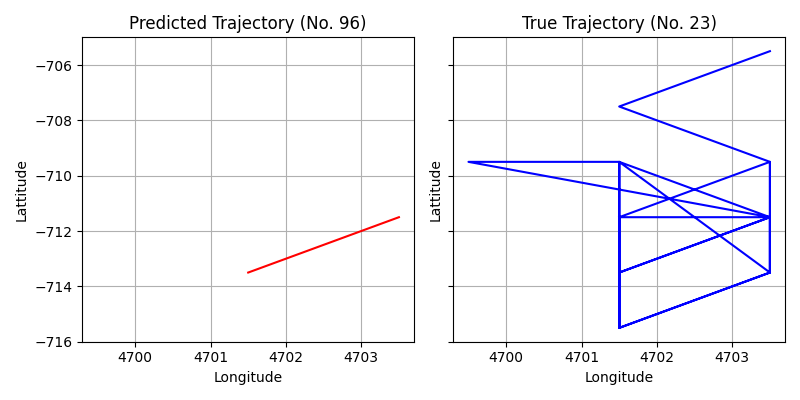 Predicted Trajectory (No. 96)
True Trajectory (No. 23)
−706
−708
−710
−712
−714
−716
Lattitude
Lattitude
4700
4701
4702
4703
4700
4701
4702
4703
Longitude
Longitude